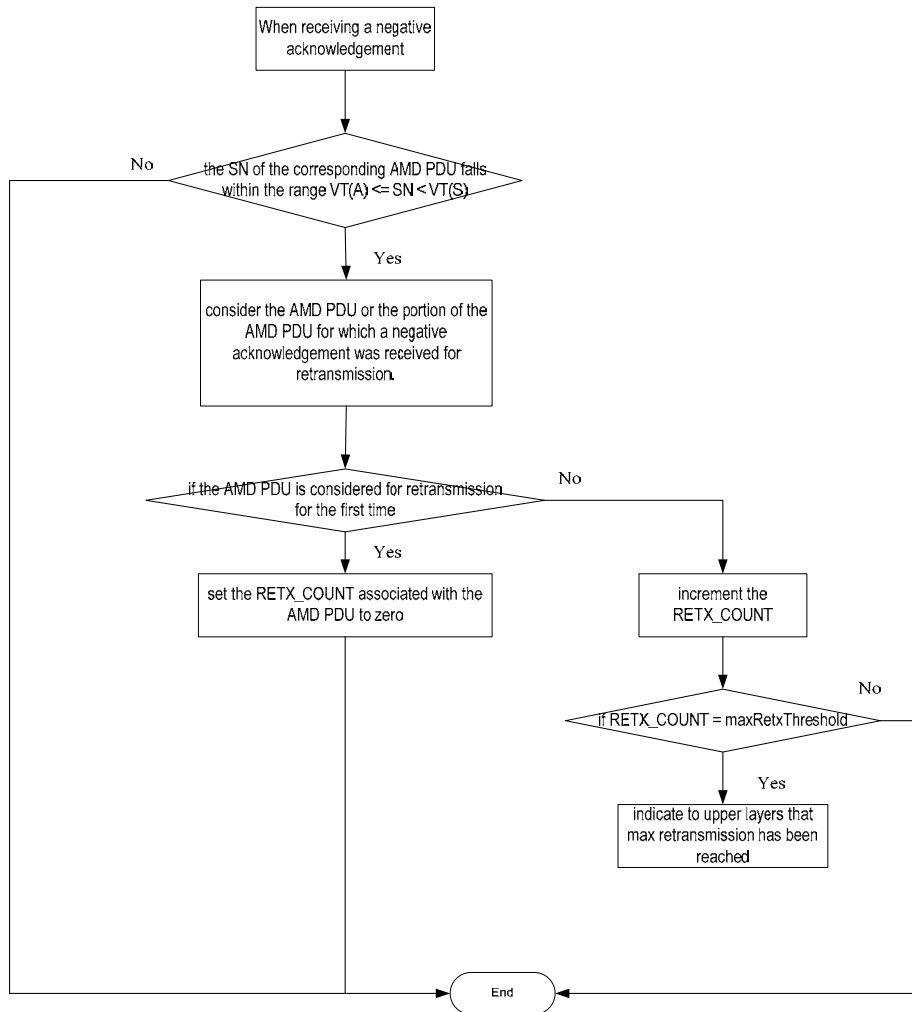 When receiving a negative
acknowledgement
No
the SN of the corresponding AMD PDU falls
within the range VT(A) <= SN < VT(S)
Yes
consider the AMD PDU or the portion of the
AMD PDU for which a negative
acknowledgement was received for
retransmission.
if the AMD PDU is considered for retransmission
for the first time
No
Yes
set the RETX_COUNT associated with the
AMD PDU to zero
increment the
RETX_COUNT
if RETX_COUNT = maxRetxThreshold
No
Yes
indicate to upper layers that
max retransmission has been
reached
End